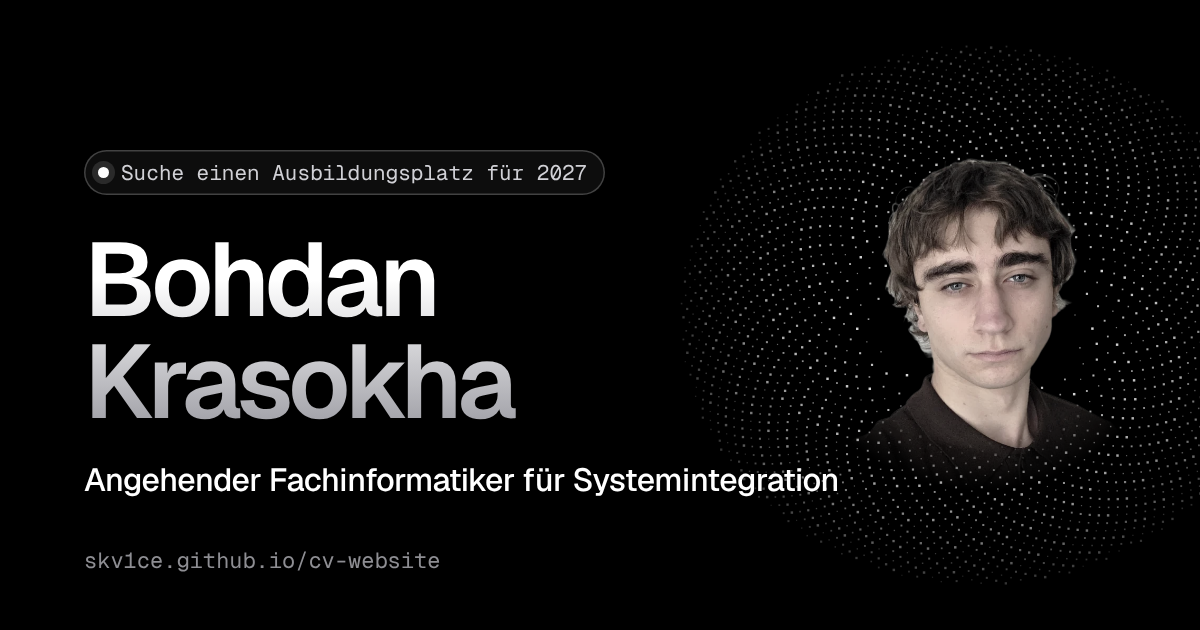 Suche einen Ausbildungsplatz für 2027
Bohdan
Krasokha
Angehender Fachinformatiker für Systemintegration
skv1ce.github.io/cv-website